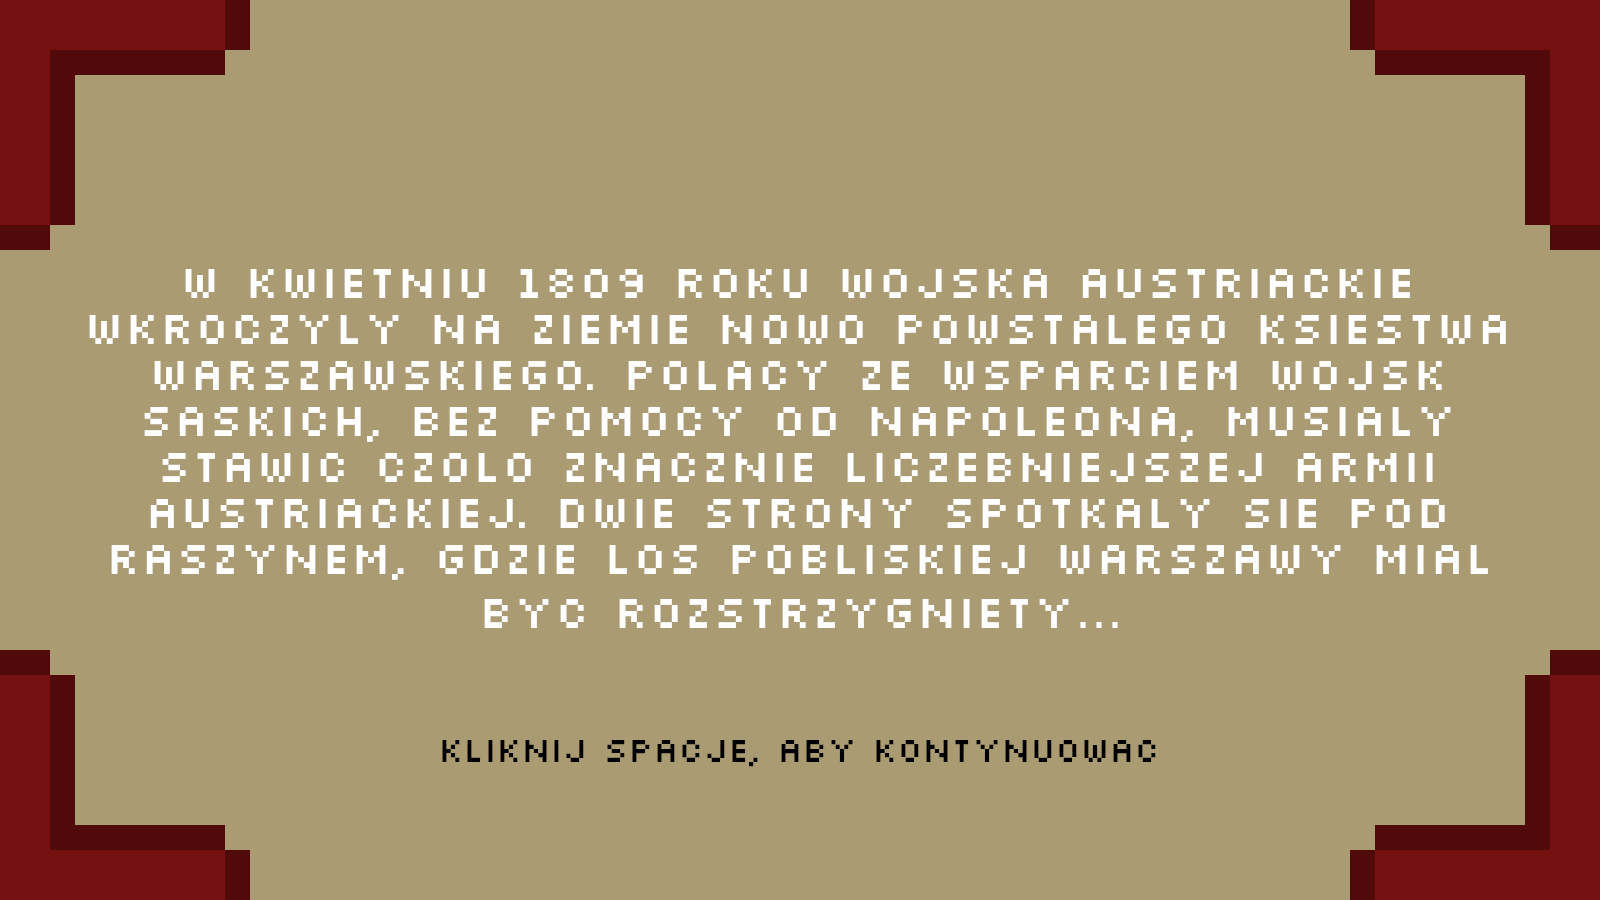 W KWIETNIU 1809 ROKU WOJSKA AUSTRIACKIE
WKROCZYLY NA ZIEMIE NOWO POWSTALEGO KSIESTWA
WARSZAWSKIEGO. POLACY ZE WSPARCIEM WOJSK
SASKICH, BEZ POMOCY OD NAPOLEONA, MUSIALY
STAWIC CZOLO ZNACZNIE LICZEBNIEJSZEJ ARMII
AUSTRIACKIEJ. DWIE STRONY SPOTKALY SIE POD
RASZYNEM, GDZIE LOS POBLISKIEJ WARSZAWY MIAL
BYC ROZSTRZYGNIETY...
KLIKNIJ SPACJE, ABY KONTYNUOWAC